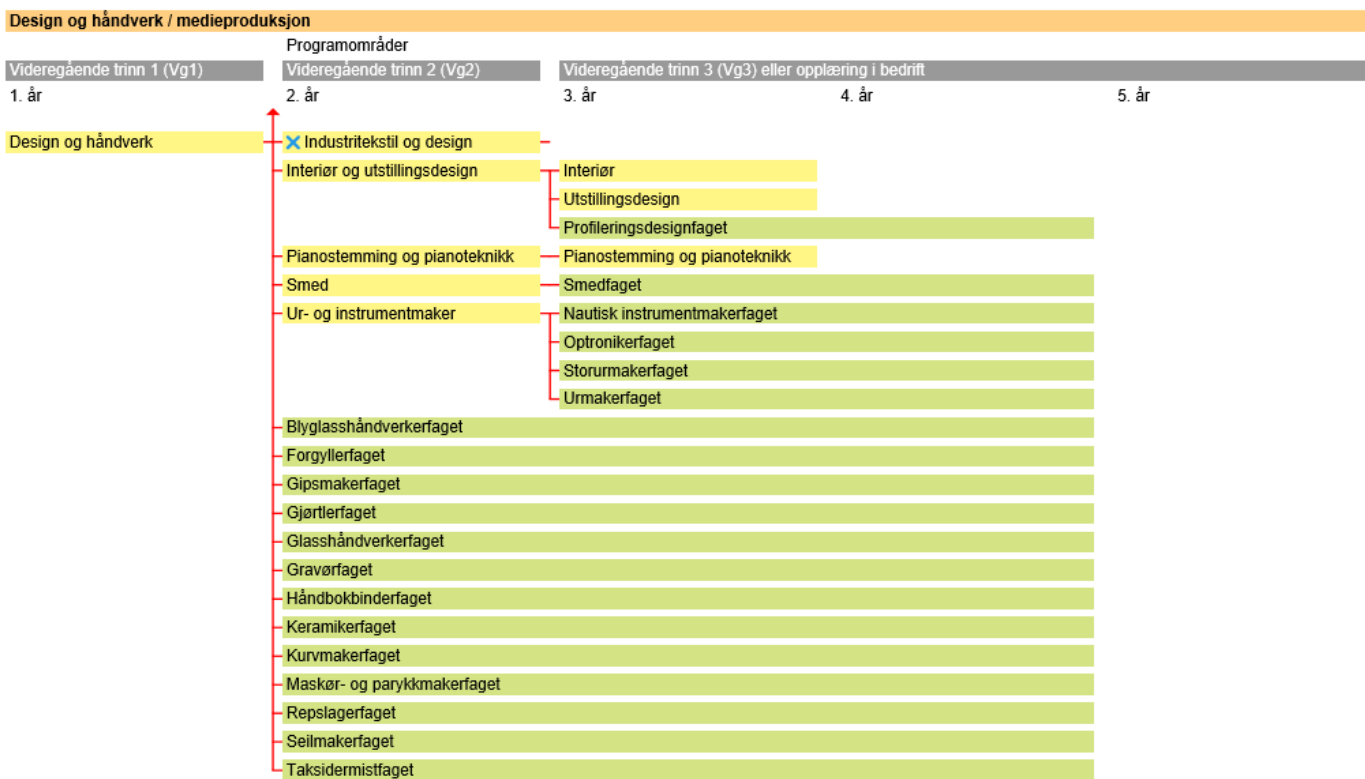 Design og håndverk / medieproduksjon
Programområder
Videregående trinn 1 (Vg1) Videregående trinn 2 (Vg2) Videregående trinn 3 (Vg3) eller opplæring i bedrift
1. år 2. år 3. år 4. år 5. år
Design og håndverk Industritekstil og design
Interiør og utstillingsdesign Interiør
Utstillingsdesign
Profileringsdesignfaget
Pianostemming og pianoteknikk Pianostemming og pianoteknikk
Smed Smedfaget
Ur- og instrumentmaker Nautisk instrumentmakerfaget
Optronikerfaget
Storurmakerfaget
Urmakerfaget
Blyglasshåndverkerfaget
Forgyllerfaget
Gipsmakerfaget
Gjørtlerfaget
Glasshåndverkerfaget
Gravørfaget
Håndbokbinderfaget
Keramikerfaget
Kurvmakerfaget
Maskør- og parykkmakerfaget
Repslagerfaget
Seilmakerfaget
Taksidermistfaget